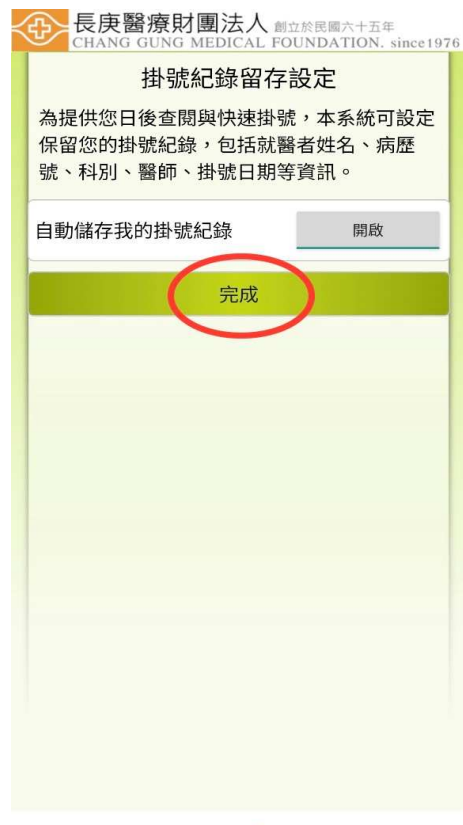 長庚醫療財團法人 創立於民國六十五年
CHANG GUNG MEDICAL FOUNDATION. since1976
掛號紀錄留存設定
為提供您日後查閱與快速掛號，本系統可設定
保留您的掛號紀錄，包括就醫者姓名、病歷
號、科別、醫師、掛號日期等資訊。
自動儲存我的掛號紀錄 開啟
完成